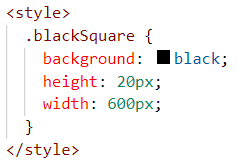 <style>
.blackSquare {
background: black;
height: 20px;
width: 600px;
}
</style>